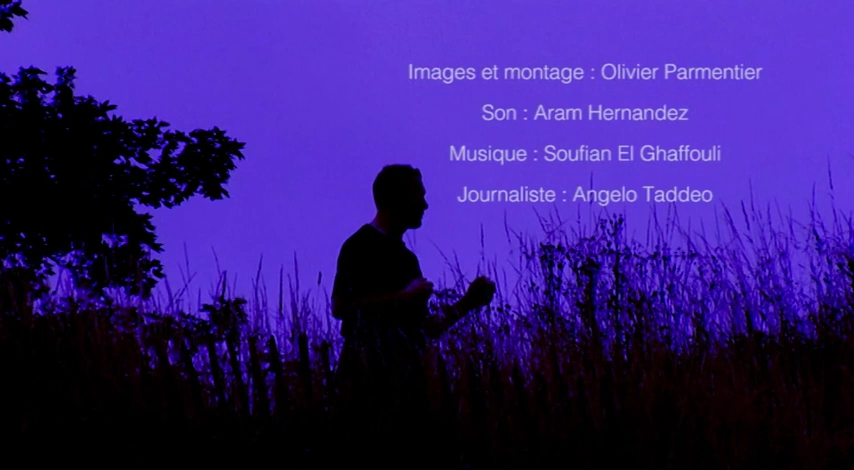 Images et montage : Olivier Parmentier
Son : Aram Hernandez
Musique : Soufian El Ghaffouli
Journaliste : Angelo Taddeo